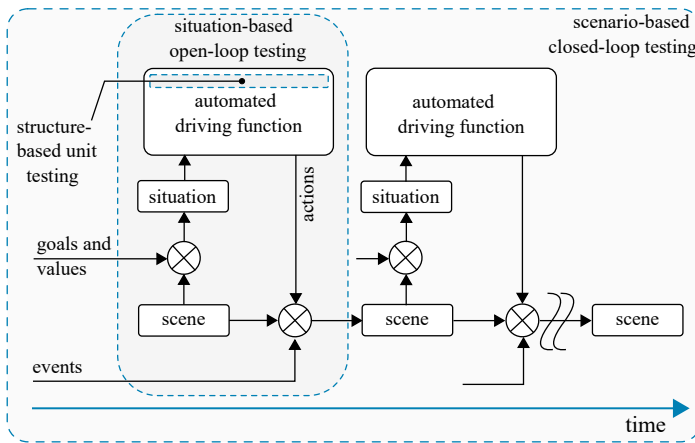 situation-based
open-loop testing
scenario-based
closed-loop testing
structure-
based unit
testing
automated
driving function
automated
driving function
situation
actions
situation
goals and
values
scene
scene
scene
events
time